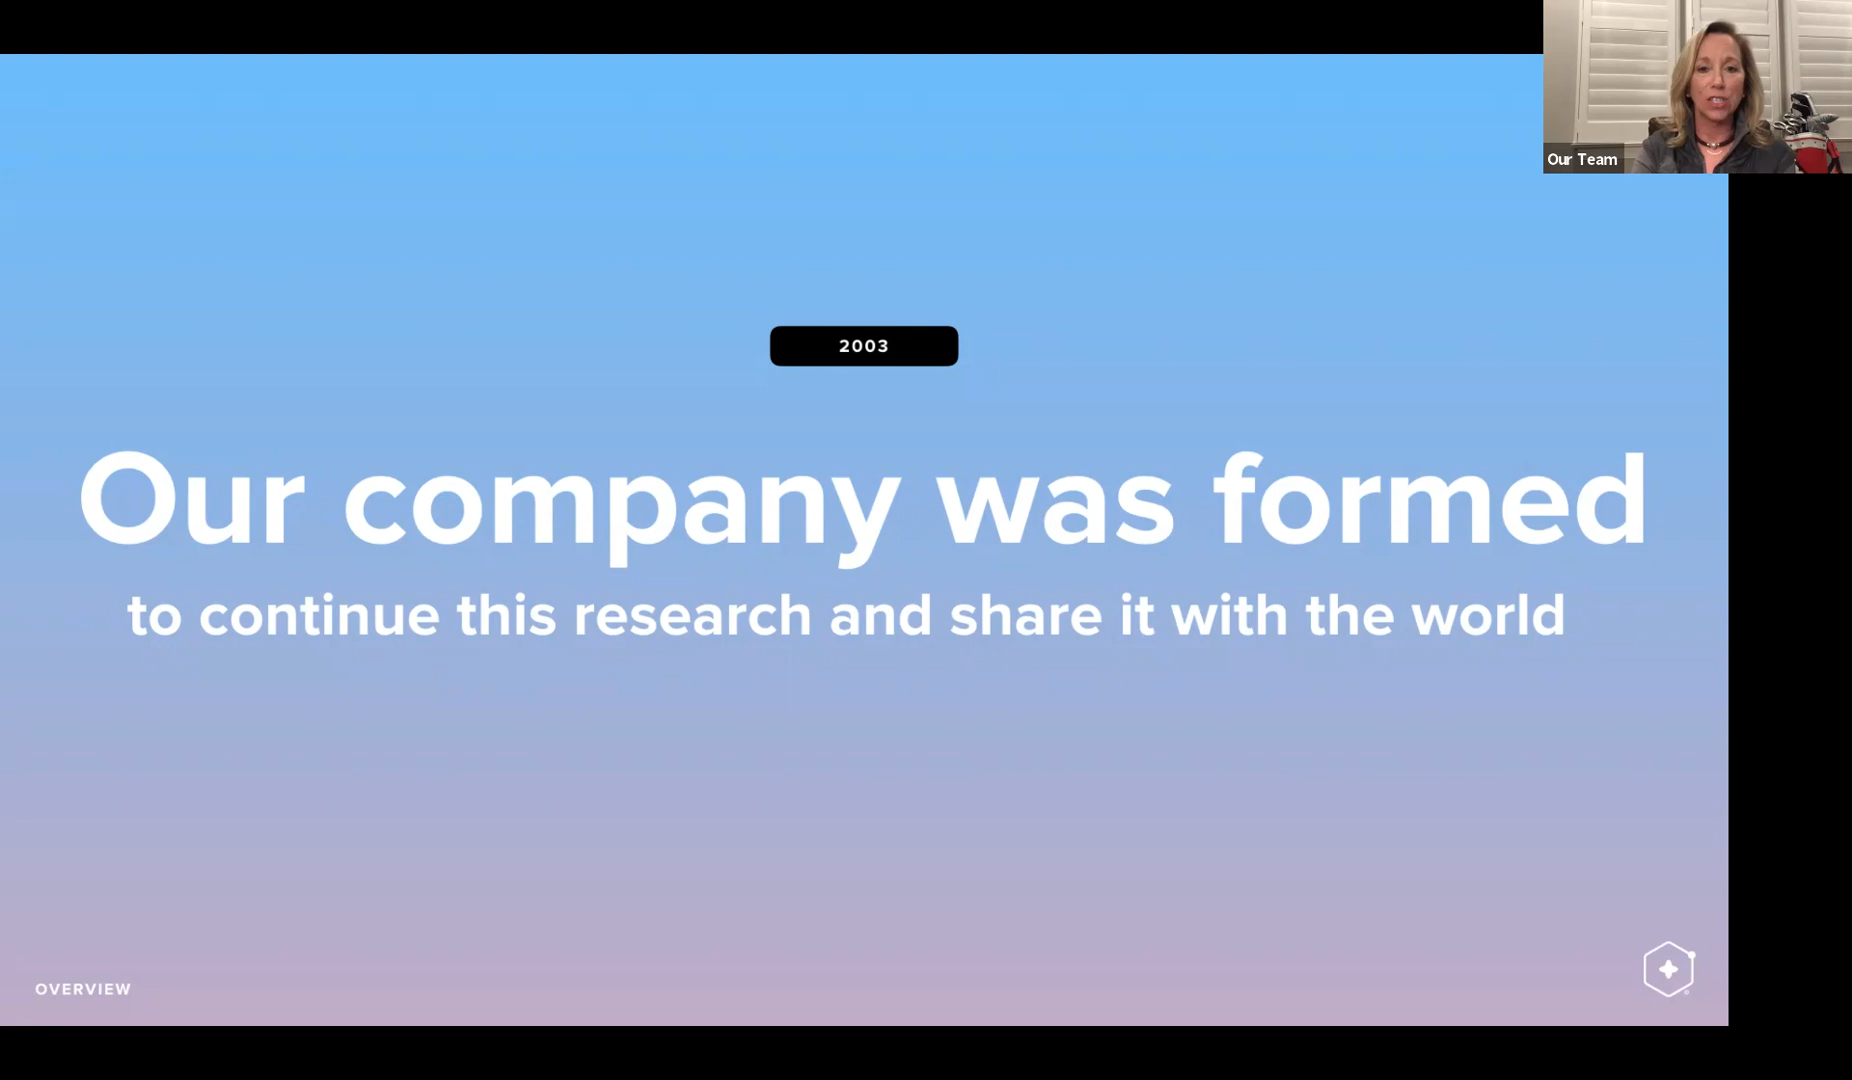 Our Team
2003
Our company was formed
to continue this research and share it with the world
OVERVIEW